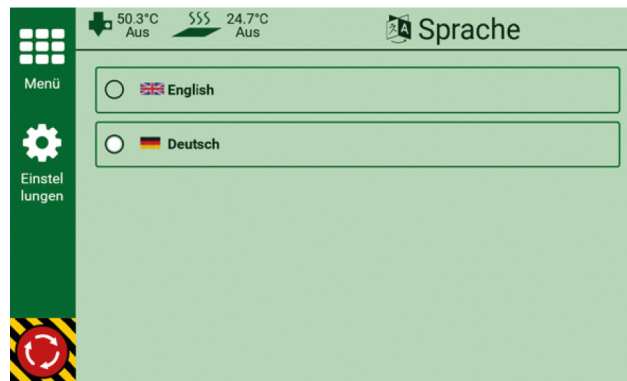 50.3°C
Aus
24.7°C
Aus
Sprache
Menü
Einstel
lungen
English
Deutsch